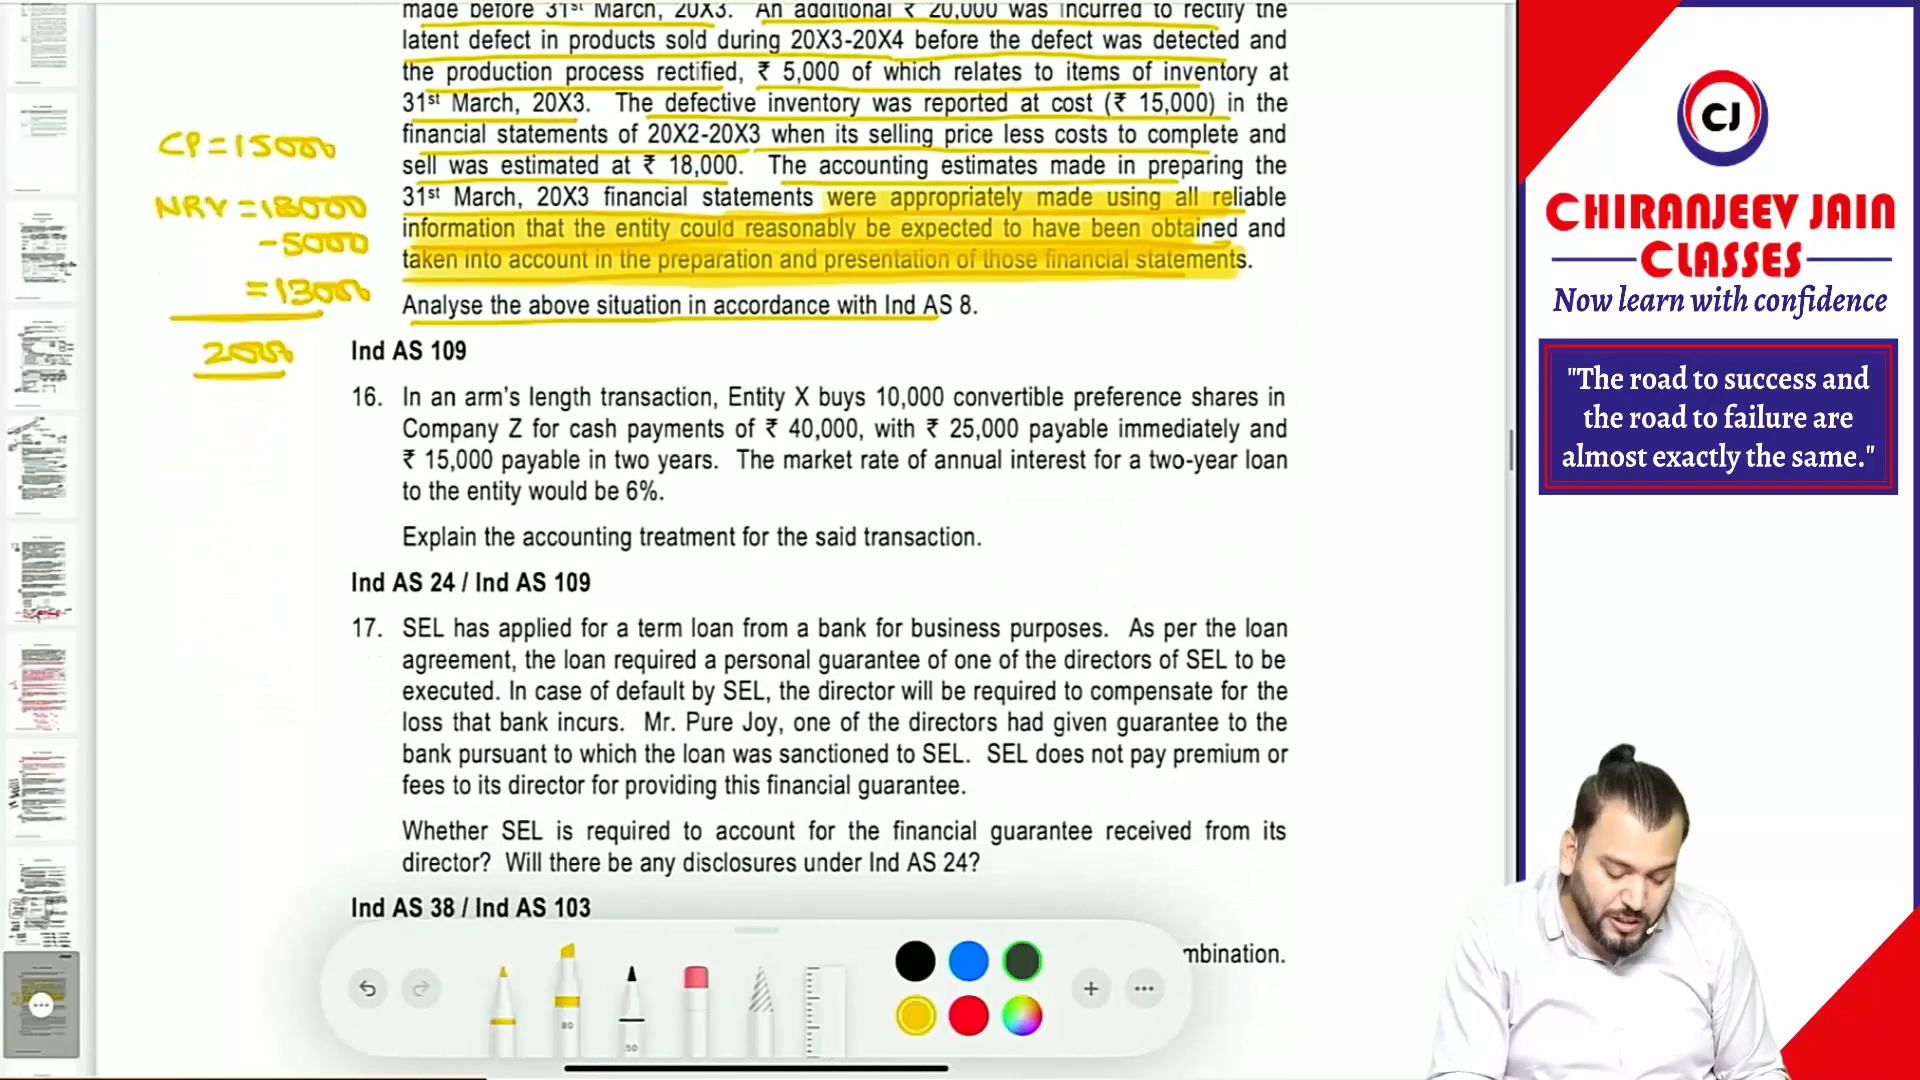 made before 31st March, 20X3. An additional ₹ 20,000 was incurred to rectify the
latent defect in products sold during 20X3-20X4 before the defect was detected and
the production process rectified, ₹ 5,000 of which relates to items of inventory at
31st March, 20X3. The defective inventory was reported at cost (₹ 15,000) in the
financial statements of 20X2-20X3 when its selling price less costs to complete and
sell was estimated at ₹ 18,000. The accounting estimates made in preparing the
31st March, 20X3 financial statements were appropriately made using all reliable
information that the entity could reasonably be expected to have been obtained and
taken into account in the preparation and presentation of those financial statements.
Analyse the above situation in accordance with Ind AS 8.
CP = 15000
NRV = 18000
- 5000
= 13000
2000
Ind AS 109
16. In an arm's length transaction, Entity X buys 10,000 convertible preference shares in
Company Z for cash payments of ₹ 40,000, with ₹ 25,000 payable immediately and
₹ 15,000 payable in two years. The market rate of annual interest for a two-year loan
to the entity would be 6%.
Explain the accounting treatment for the said transaction.
Ind AS 24 / Ind AS 109
17. SEL has applied for a term loan from a bank for business purposes. As per the loan
agreement, the loan required a personal guarantee of one of the directors of SEL to be
executed. In case of default by SEL, the director will be required to compensate for the
loss that bank incurs. Mr. Pure Joy, one of the directors had given guarantee to the
bank pursuant to which the loan was sanctioned to SEL. SEL does not pay premium or
fees to its director for providing this financial guarantee.
Whether SEL is required to account for the financial guarantee received from its
director? Will there be any disclosures under Ind AS 24?
Ind AS 38 / Ind AS 103
mbination.
80
50
CJ
CHIRANJEEV JAIN
CLASSES
Now learn with confidence
"The road to success and
the road to failure are
almost exactly the same."